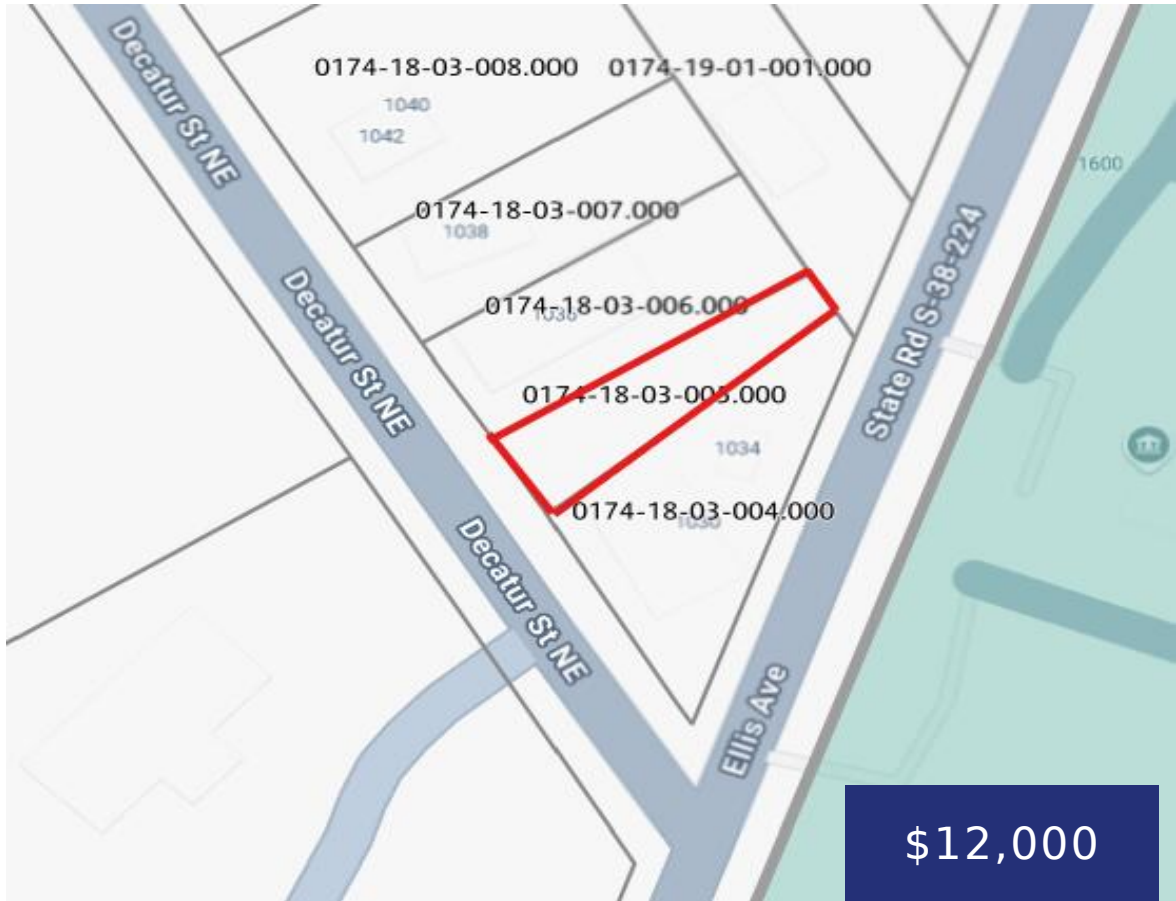 Decatur St NE
0174-18-03-008.000
0174-19-01-001.000
1040
1042
1600
0174-18-03-007.000
1038
State Rd S-38-224
Decatur St NE
0174-18-03-006.000
1036
0174-18-03-005.000
1034
0174-18-03-004.000
1030
Decatur St NE
Ellis Ave
$12,000